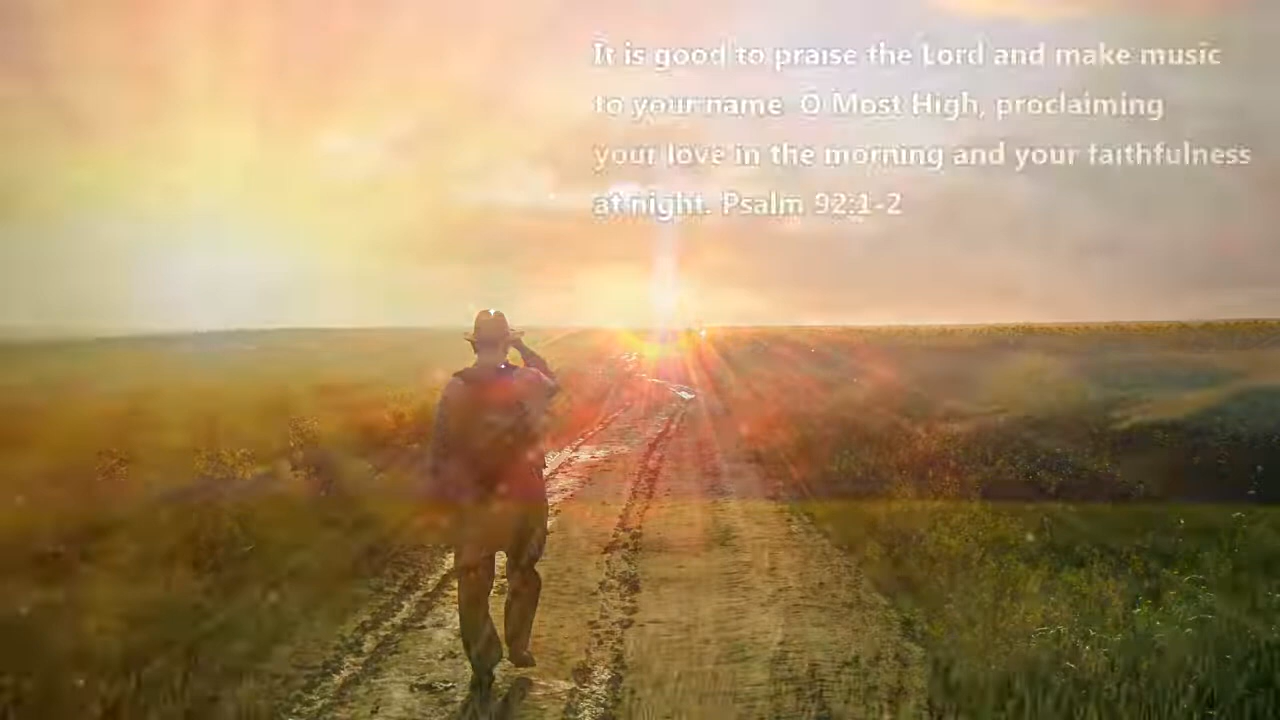 It is good to praise the Lord and make music
to your name O Most High, proclaiming
your love in the morning and your faithfulness
at night. Psalm 92:1-2